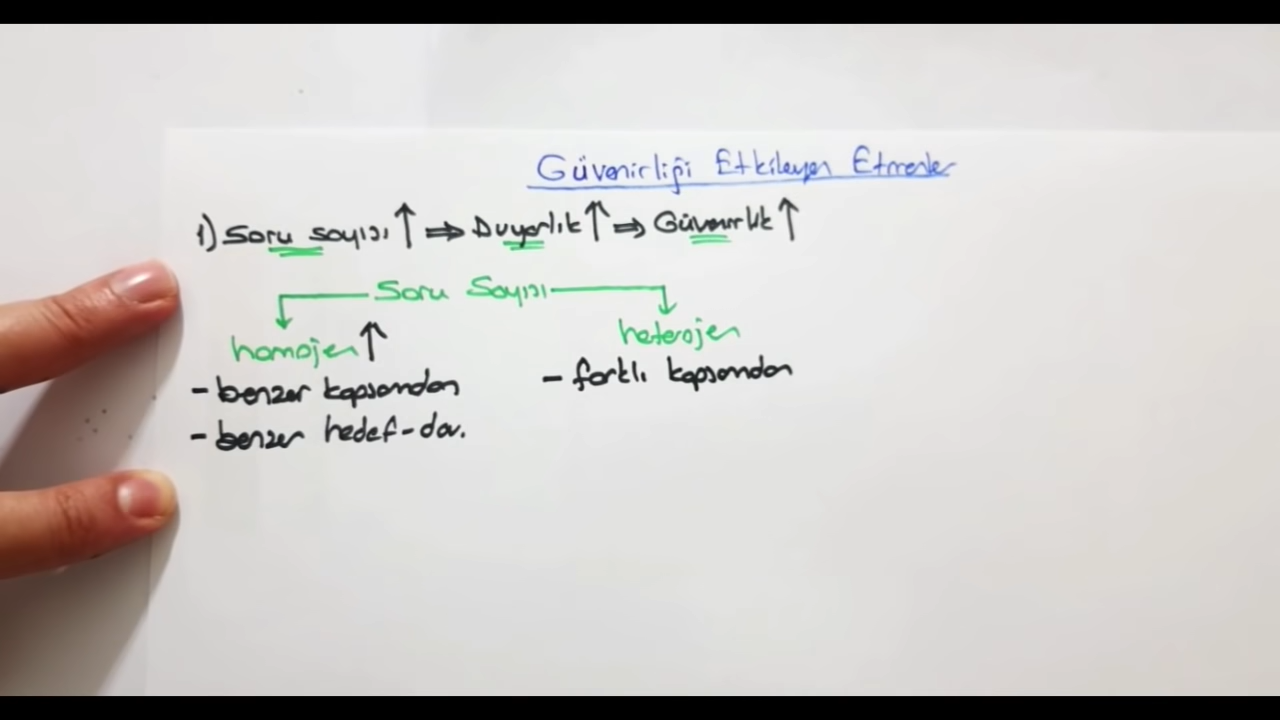 Güvenirliği Etkileyen Etmenler
1) Soru sayısı ↑ ⇒ Duyarlık ↑ ⇒ Güvenirlik ↑
Soru Sayısı
homojen ↑ heterojen
- benzer kapsamdan - farklı kapsamdan
- benzer hedef-dav.